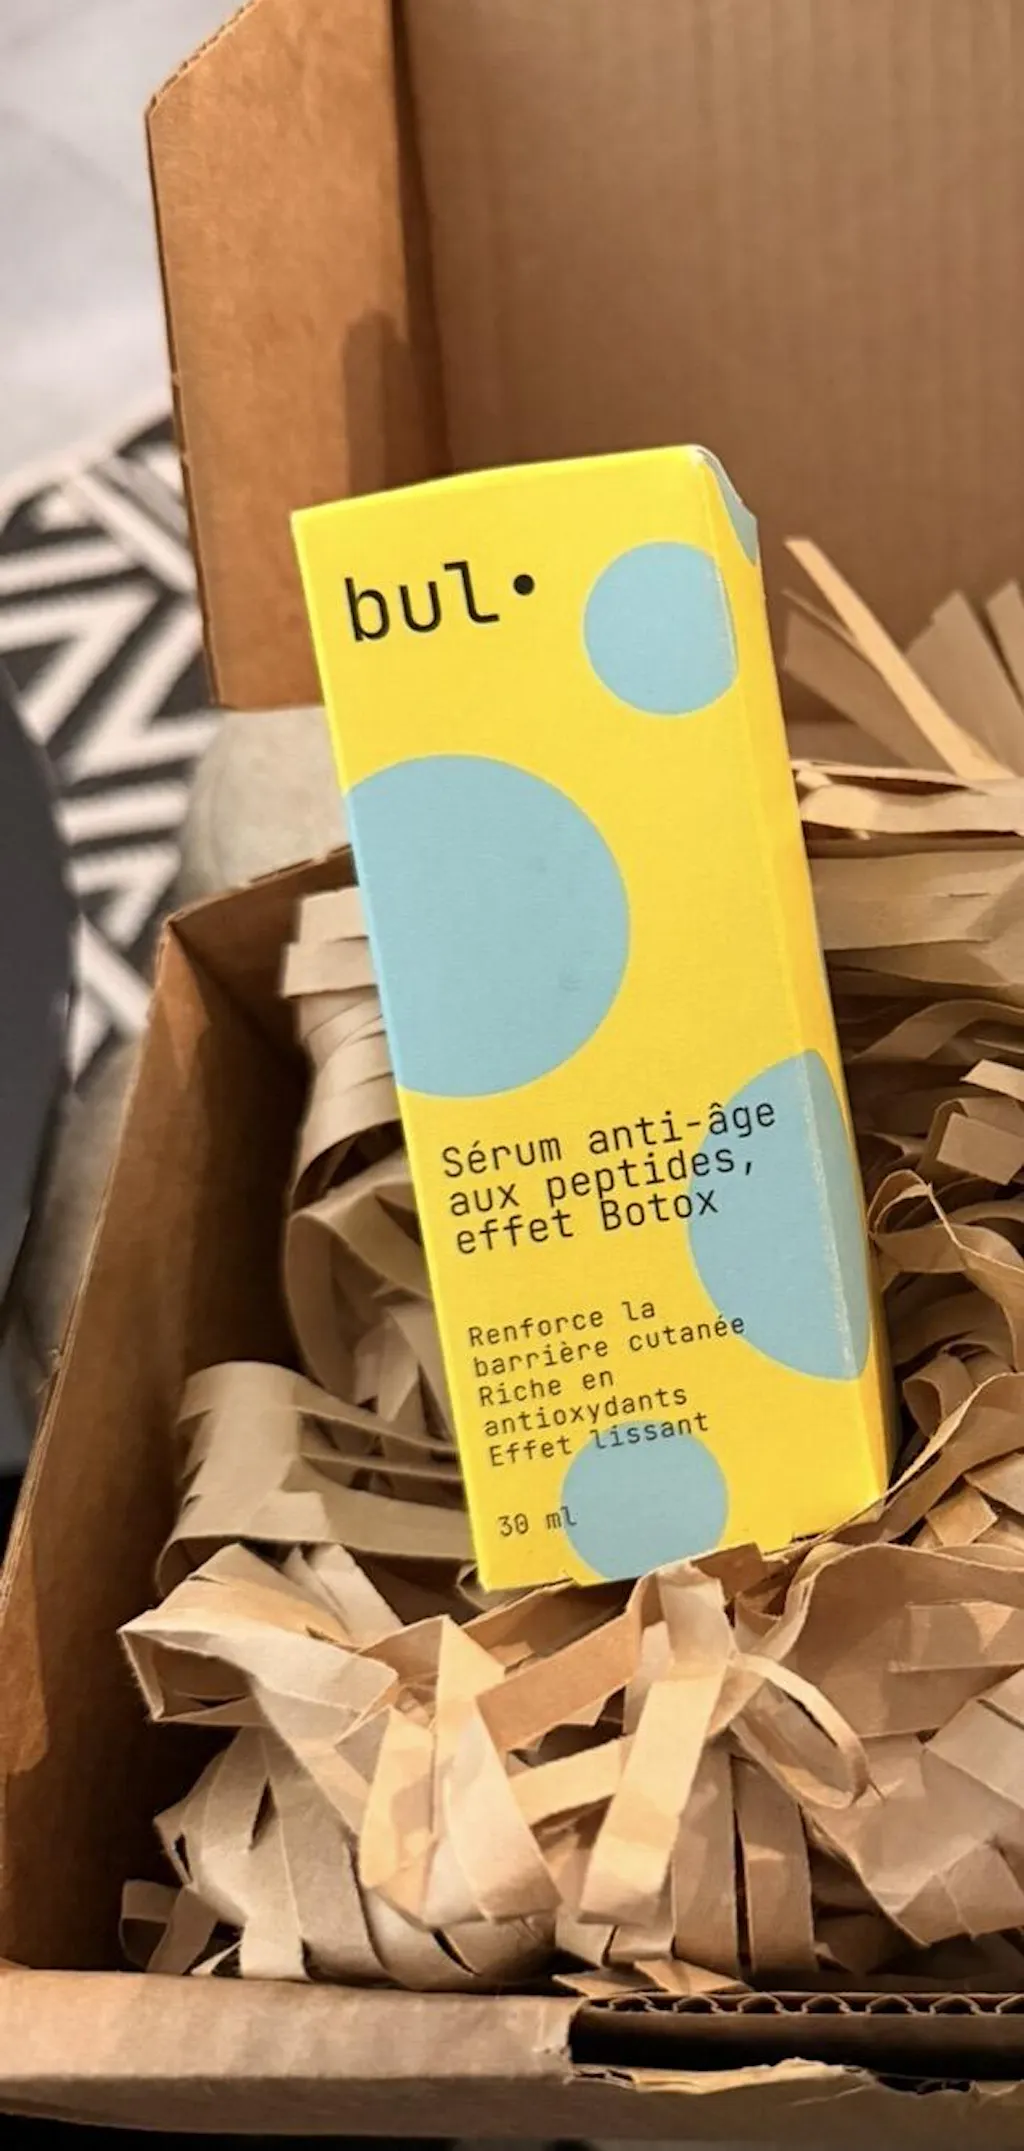 bul•
Sérum anti-âge
aux peptides,
effet Botox
Renforce la
barrière cutanée
Riche en
antioxydants
Effet lissant
30 ml